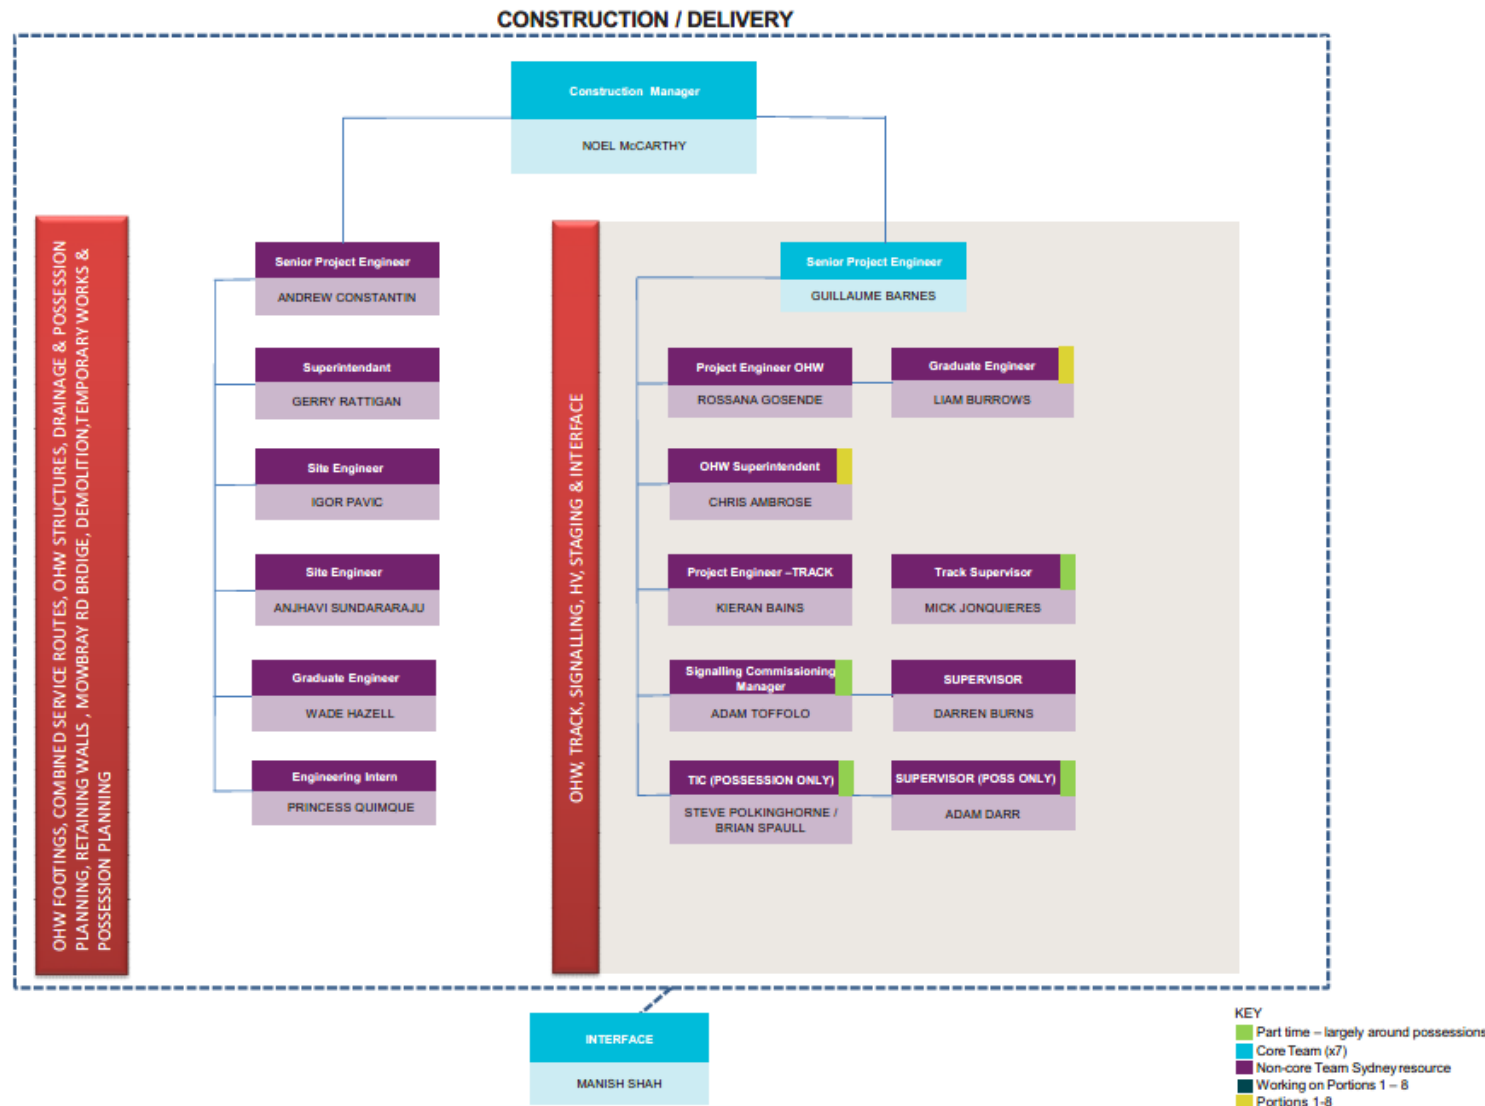 CONSTRUCTION / DELIVERY
Construction Manager
NOEL McCARTHY
OHW FOOTINGS, COMBINED SERVICE ROUTES, OHW STRUCTURES, DRAINAGE & POSSESSION
PLANNING, RETAINING WALLS , MOWBRAY RD BRDIGE, DEMOLITION,TEMPORARY WORKS &
POSSESSION PLANNING
Senior Project Engineer
ANDREW CONSTANTIN
Superintendant
GERRY RATTIGAN
Site Engineer
IGOR PAVIC
Site Engineer
ANJHAVI SUNDARARAJU
Graduate Engineer
WADE HAZELL
Engineering Intern
PRINCESS QUIMQUE
OHW, TRACK, SIGNALLING, HV, STAGING & INTERFACE
Senior Project Engineer
GUILLAUME BARNES
Project Engineer OHW
ROSSANA GOSENDE
Graduate Engineer
LIAM BURROWS
OHW Superintendent
CHRIS AMBROSE
Project Engineer –TRACK
KIERAN BAINS
Track Supervisor
MICK JONQUIERES
Signalling Commissioning
Manager
ADAM TOFFOLO
SUPERVISOR
DARREN BURNS
TIC (POSSESSION ONLY)
STEVE POLKINGHORNE /
BRIAN SPAULL
SUPERVISOR (POSS ONLY)
ADAM DARR
INTERFACE
MANISH SHAH
KEY
Part time – largely around possessions
Core Team (x7)
Non-core Team Sydney resource
Working on Portions 1 – 8
Portions 1-8